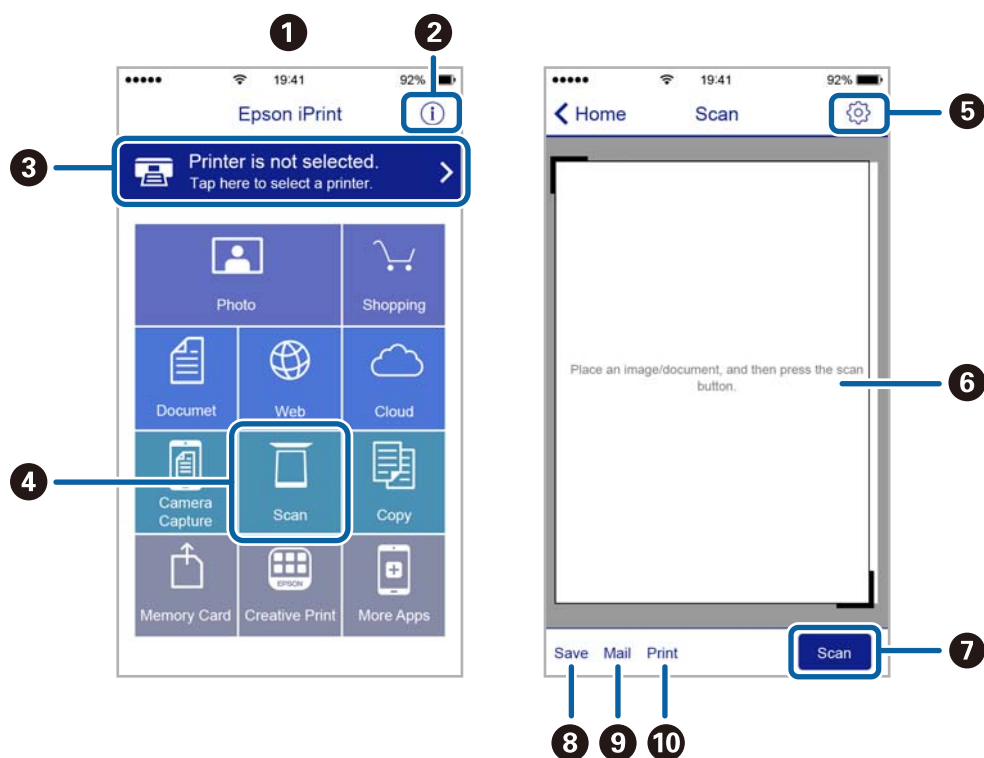 1
2
19:41
92%
Epson iPrint
3
Printer is not selected.
Tap here to select a printer.
Photo
Shopping
Documet
Web
Cloud
4
Camera
Capture
Scan
Copy
EPSON
Memory Card
Creative Print
More Apps
19:41
92%
Home
Scan
5
Place an image/document, and then press the scan
button.
6
Save
Mail
Print
Scan
7
8
9
10